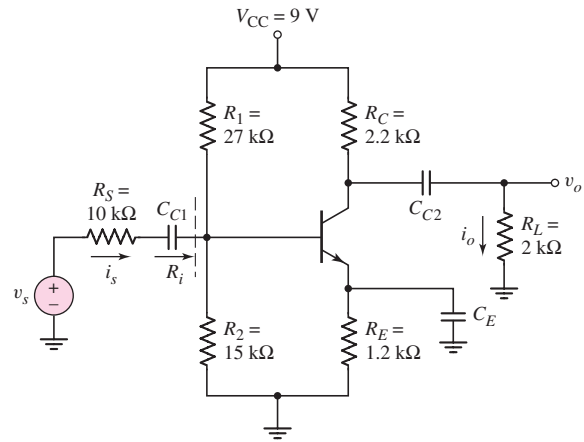 V_CC = 9 V
R_1 =
27 kΩ
R_C =
2.2 kΩ
R_S =
10 kΩ
C_C1
C_C2
v_o
i_o
R_L =
2 kΩ
i_s
R_i
v_s
+
−
R_2 =
15 kΩ
R_E =
1.2 kΩ
C_E